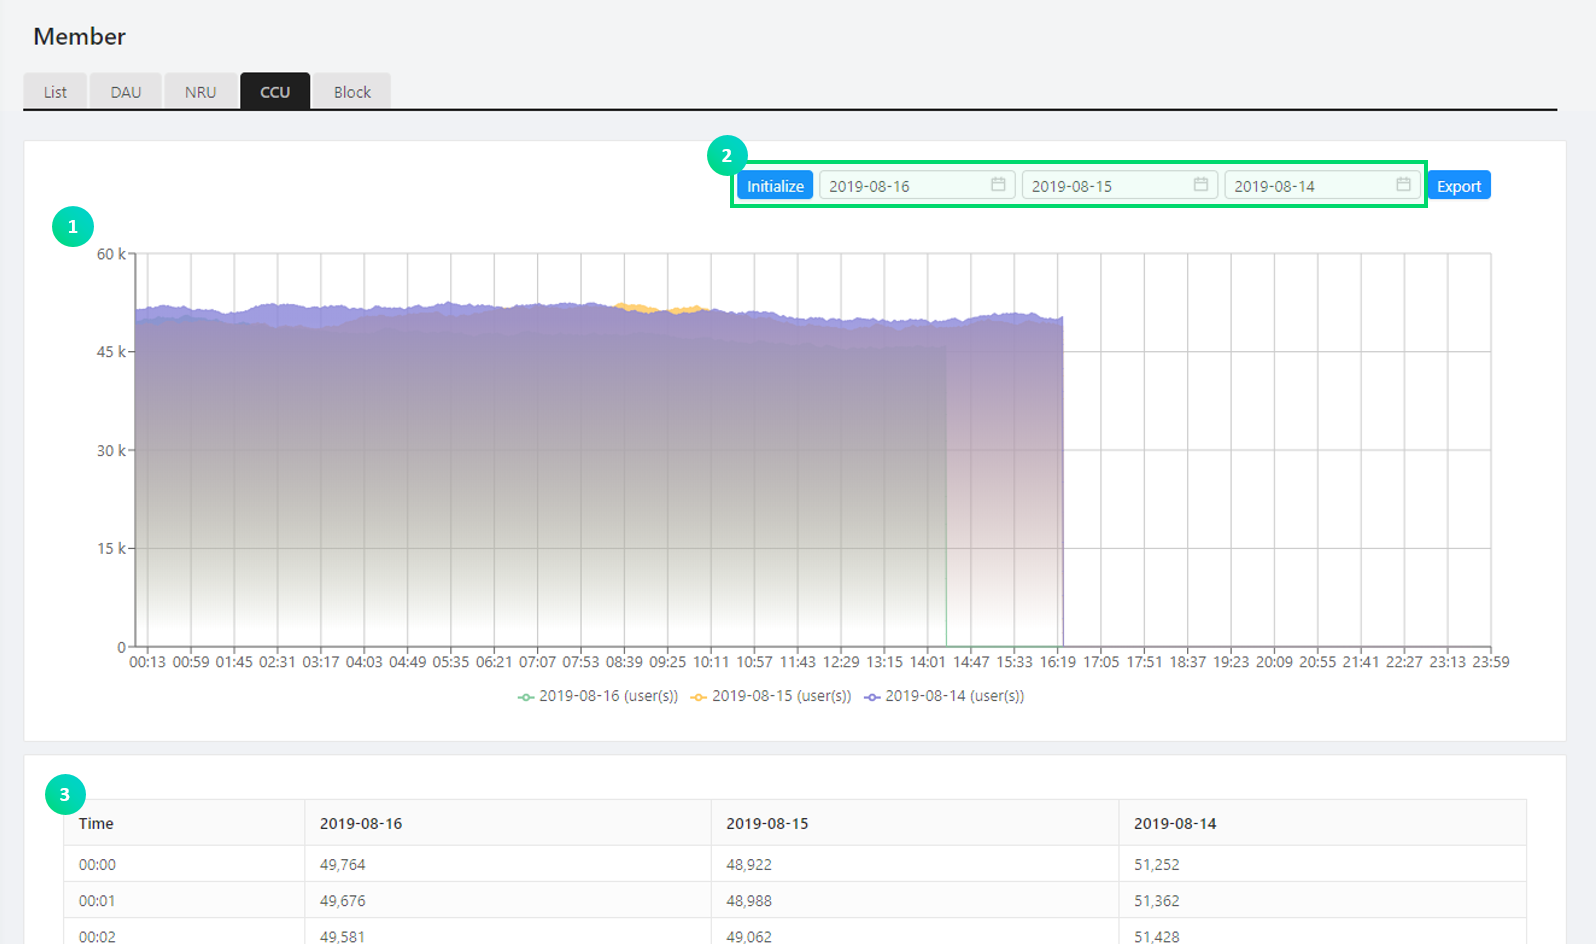 Member
List DAU NRU CCU Block
2
Initialize 2019-08-16 2019-08-15 2019-08-14 Export
1
60 k
45 k
30 k
15 k
0
00:13 00:59 01:45 02:31 03:17 04:03 04:49 05:35 06:21 07:07 07:53 08:39 09:25 10:11 10:57 11:43 12:29 13:15 14:01 14:47 15:33 16:19 17:05 17:51 18:37 19:23 20:09 20:55 21:41 22:27 23:13 23:59
2019-08-16 (user(s)) 2019-08-15 (user(s)) 2019-08-14 (user(s))
3
Time 2019-08-16 2019-08-15 2019-08-14
00:00 49,764 48,922 51,252
00:01 49,676 48,988 51,362
00:02 49,581 49,062 51,428